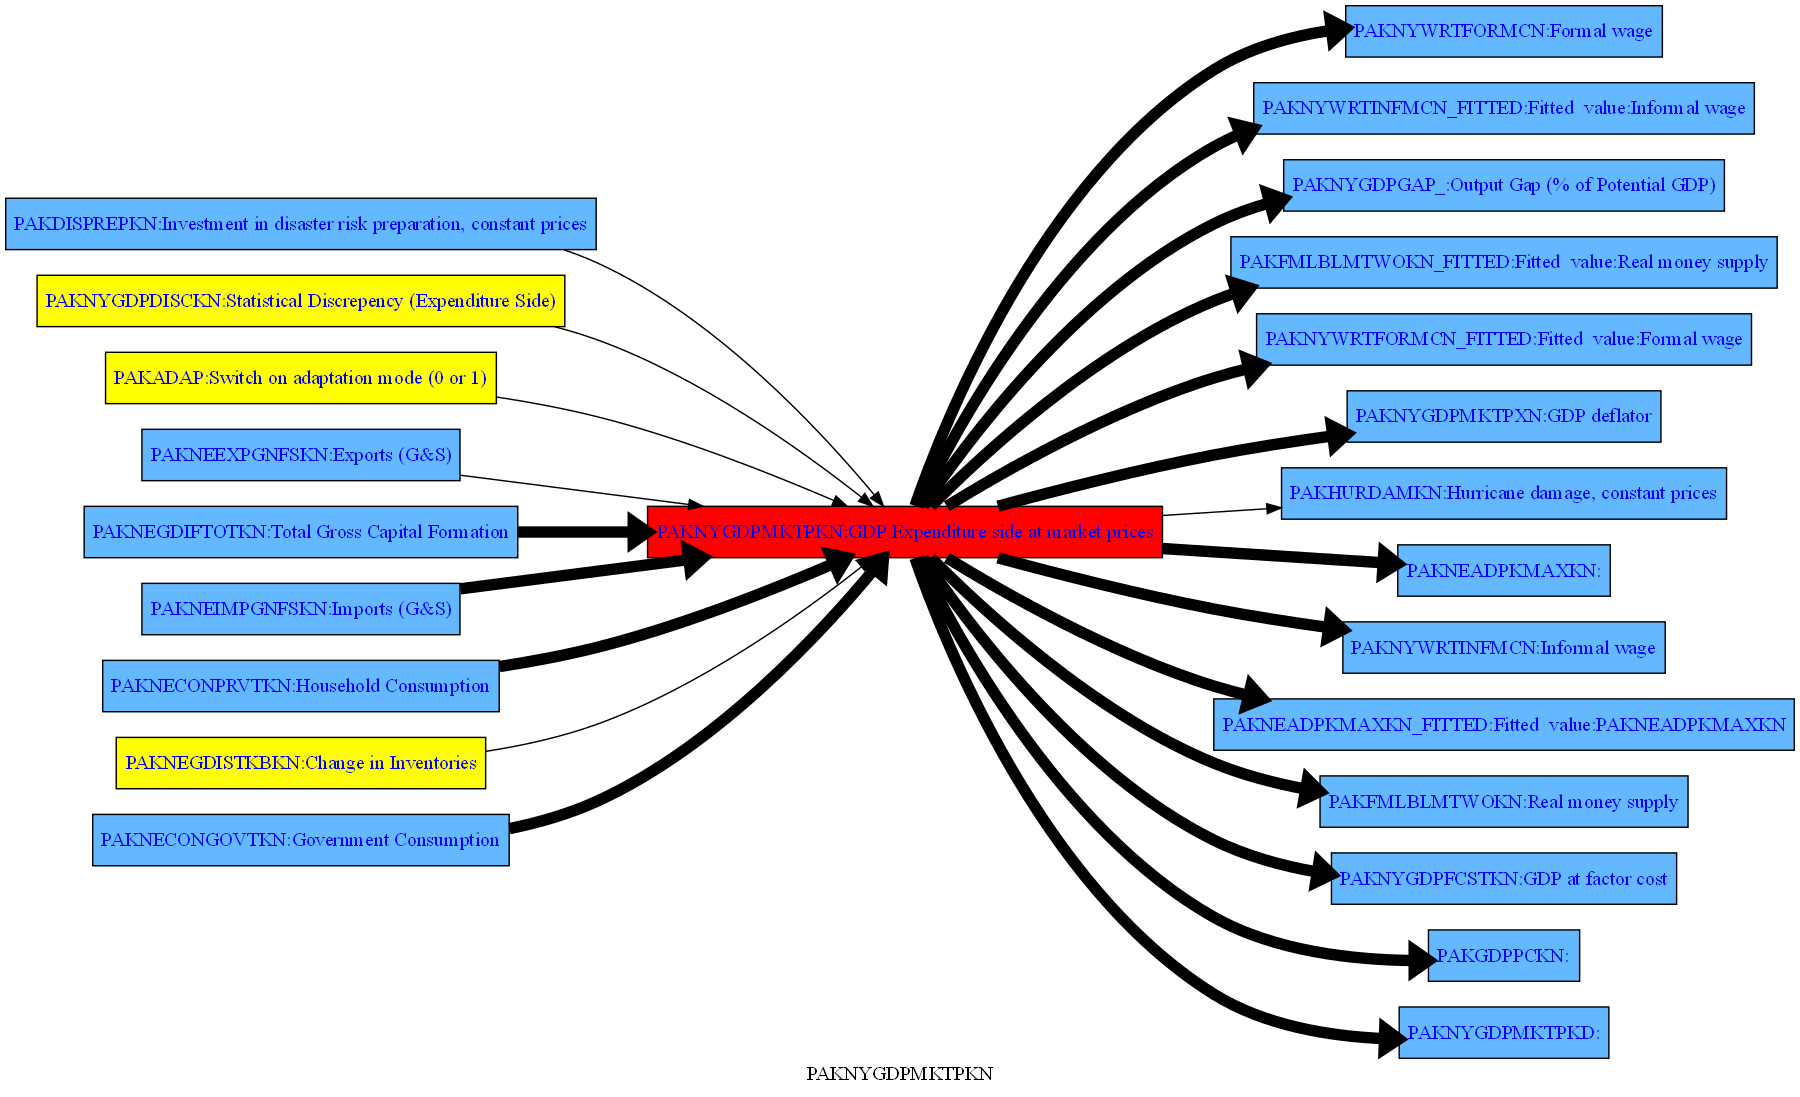 PAKDISPREPKN:Investment in disaster risk preparation, constant prices
PAKNYGDPDISCKN:Statistical Discrepency (Expenditure Side)
PAKADAP:Switch on adaptation mode (0 or 1)
PAKNEEXPGNFSKN:Exports (G&S)
PAKNEGDIFTOTKN:Total Gross Capital Formation
PAKNEIMPGNFSKN:Imports (G&S)
PAKNECONPRVTKN:Household Consumption
PAKNEGDISTKBKN:Change in Inventories
PAKNECONGOVTKN:Government Consumption
PAKNYGDPMKTPKN:GDP Expenditure side at market prices
PAKNYWRTFORMCN:Formal wage
PAKNYWRTINFMCN_FITTED:Fitted  value:Informal wage
PAKNYGDPGAP_:Output Gap (% of Potential GDP)
PAKFMLBLMTWOKN_FITTED:Fitted  value:Real money supply
PAKNYWRTFORMCN_FITTED:Fitted  value:Formal wage
PAKNYGDPMKTPXN:GDP deflator
PAKHURDAMKN:Hurricane damage, constant prices
PAKNEADPKMAXKN:
PAKNYWRTINFMCN:Informal wage
PAKNEADPKMAXKN_FITTED:Fitted  value:PAKNEADPKMAXKN
PAKFMLBLMTWOKN:Real money supply
PAKNYGDPFCSTKN:GDP at factor cost
PAKGDPPCKN:
PAKNYGDPMKTPKD:
PAKNYGDPMKTPKN